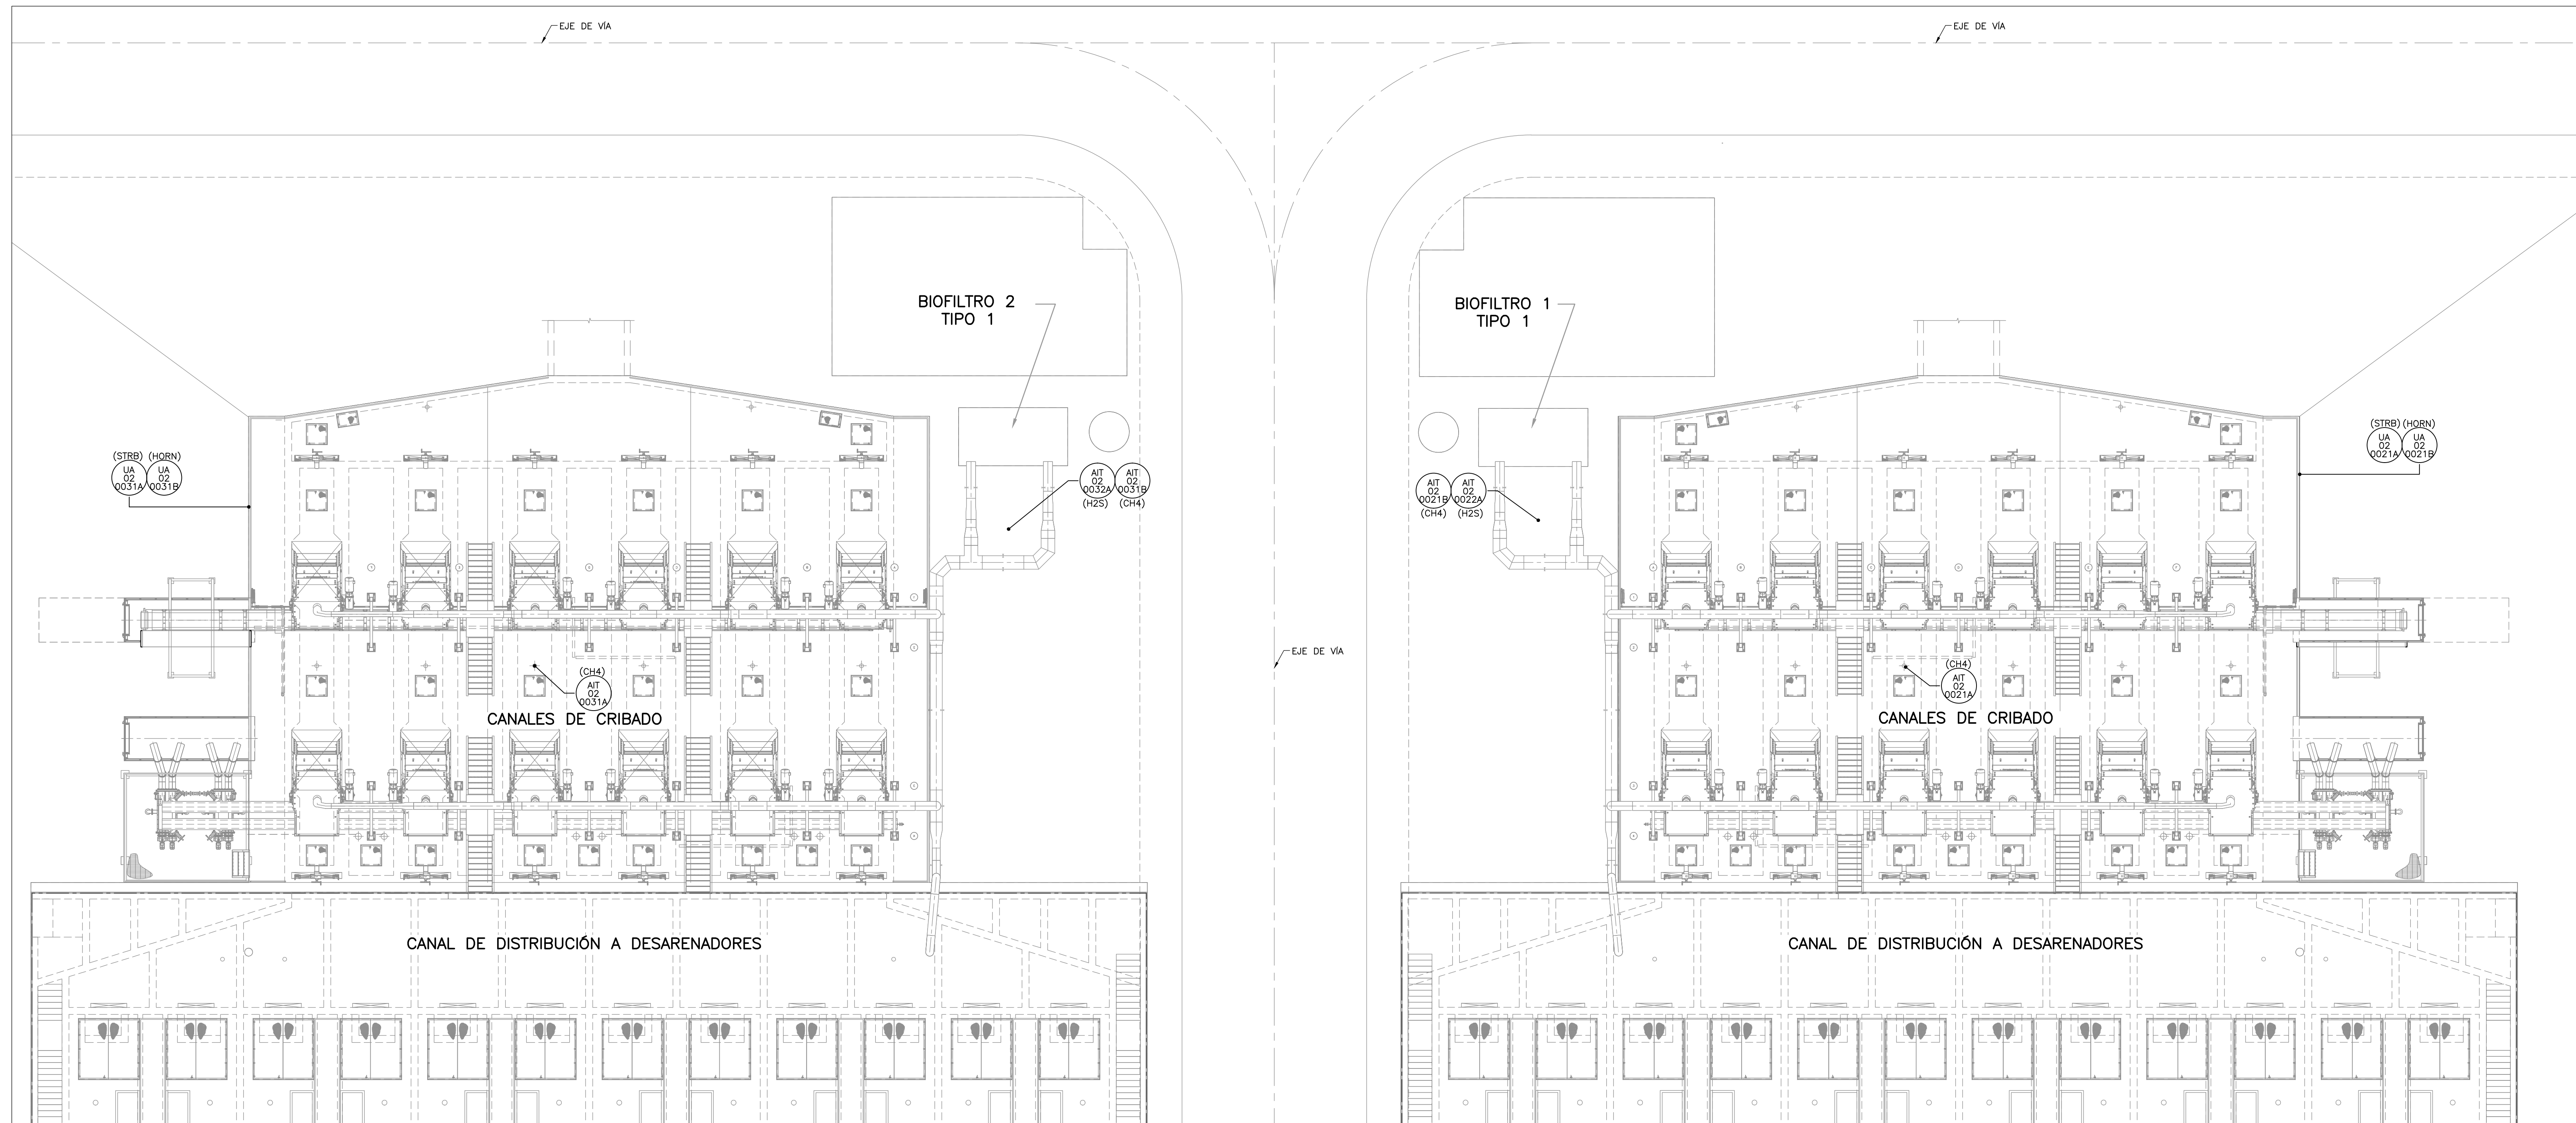 EJE DE VÍA
EJE DE VÍA
BIOFILTRO 2
TIPO 1
BIOFILTRO 1
TIPO 1
(STRB) (HORN)
UA
02
0031A
UA
02
0031B
AIT
02
0032A
(H2S)
AIT
02
0031B
(CH4)
AIT
02
0021B
(CH4)
AIT
02
0022A
(H2S)
(STRB) (HORN)
UA
02
0021A
UA
02
0021B
EJE DE VÍA
(CH4)
AIT
02
0031A
CANALES DE CRIBADO
(CH4)
AIT
02
0021A
CANALES DE CRIBADO
CANAL DE DISTRIBUCIÓN A DESARENADORES
CANAL DE DISTRIBUCIÓN A DESARENADORES